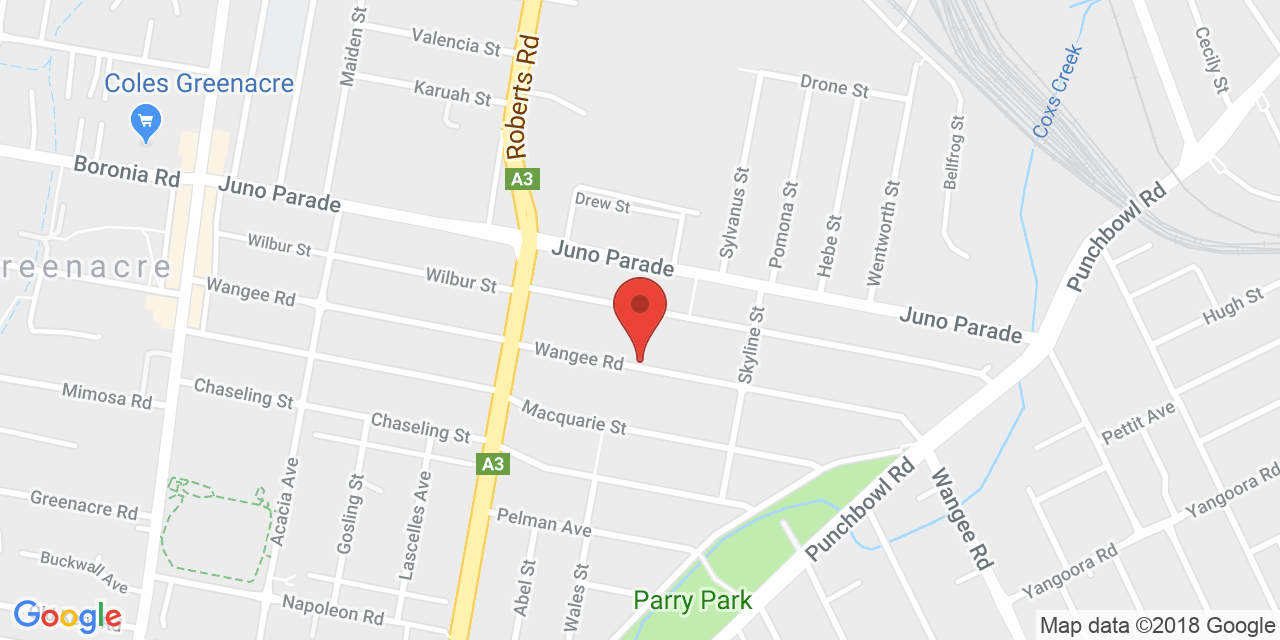 Valencia St
Maiden St
Roberts Rd
Cecily St
Coles Greenacre
Karuah St
Drone St
Coxs Creek
Bellfrog St
Boronia Rd
Juno Parade
A3
Drew St
Sylvanus St
Pomona St
Hebe St
Wentworth St
Punchbowl Rd
Wilbur St
Juno Parade
reenacre
Wangee Rd
Wilbur St
Juno Parade
Hugh St
Wangee Rd
Skyline St
Mimosa Rd
Chaseling St
Chaseling St
Macquarie St
Pettit Ave
A3
Punchbowl Rd
Wangee Rd
Yangoora Rd
Greenacre Rd
Acacia Ave
Gosling St
Lascelles Ave
Pelman Ave
Buckwall Ave
Abel St
Wales St
Yangoora Rd
Napoleon Rd
Parry Park
Rd
Google
Map data ©2018 Google